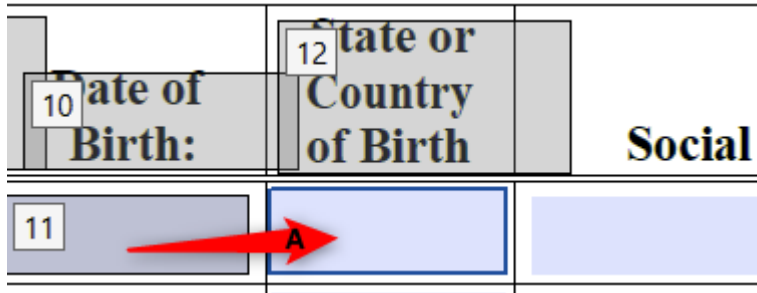 12
State or
10
Date of
Birth:
Country
of Birth
Social
11
A